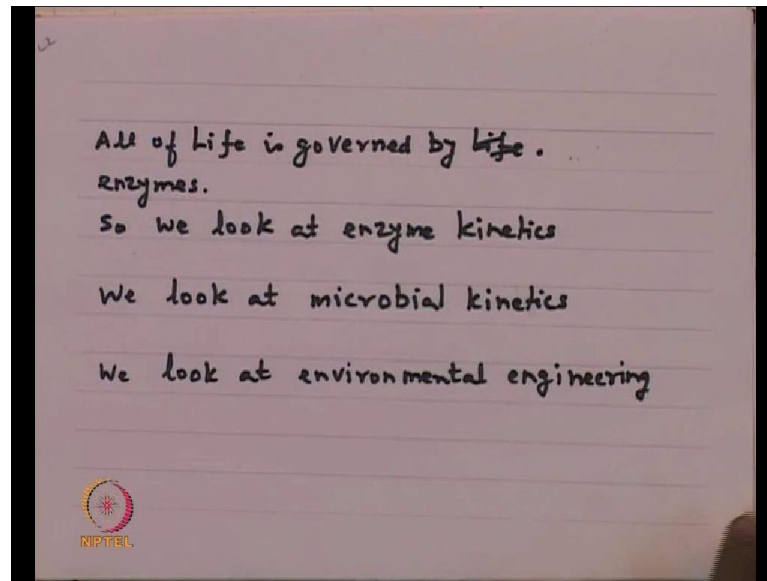 All of Life is governed by life.
enzymes.
So we look at enzyme kinetics
We look at microbial kinetics
We look at environmental engineering
NPTEL